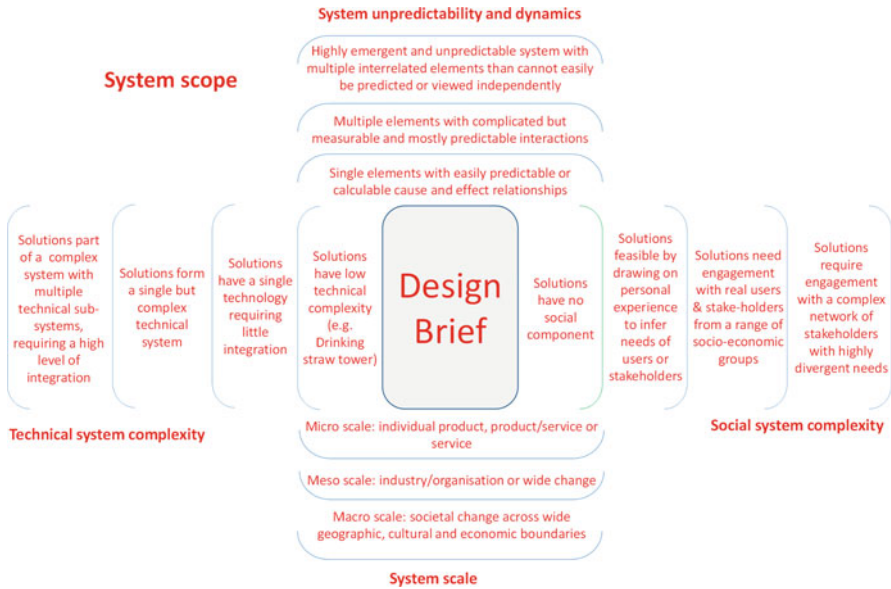 System unpredictability and dynamics
System scope
Highly emergent and unpredictable system with
multiple interrelated elements than cannot easily
be predicted or viewed independently
Multiple elements with complicated but
measurable and mostly predictable interactions
Single elements with easily predictable or
calculable cause and effect relationships
Solutions part
of a complex
system with
multiple
technical sub-
systems,
requiring a high
level of
integration
Solutions form
a single but
complex
technical
system
Solutions
have a single
technology
requiring
little
integration
Solutions
have low
technical
complexity
(e.g.
Drinking
straw tower)
Design
Brief
Solutions
have no
social
component
Solutions
feasible by
drawing on
personal
experience
to infer
needs of
users or
stakeholders
Solutions need
engagement
with real users
& stake-holders
from a range of
socio-economic
groups
Solutions
require
engagement
with a complex
network of
stakeholders
with highly
divergent needs
Technical system complexity
Social system complexity
Micro scale: individual product, product/service or
service
Meso scale: industry/organisation or wide change
Macro scale: societal change across wide
geographic, cultural and economic boundaries
System scale